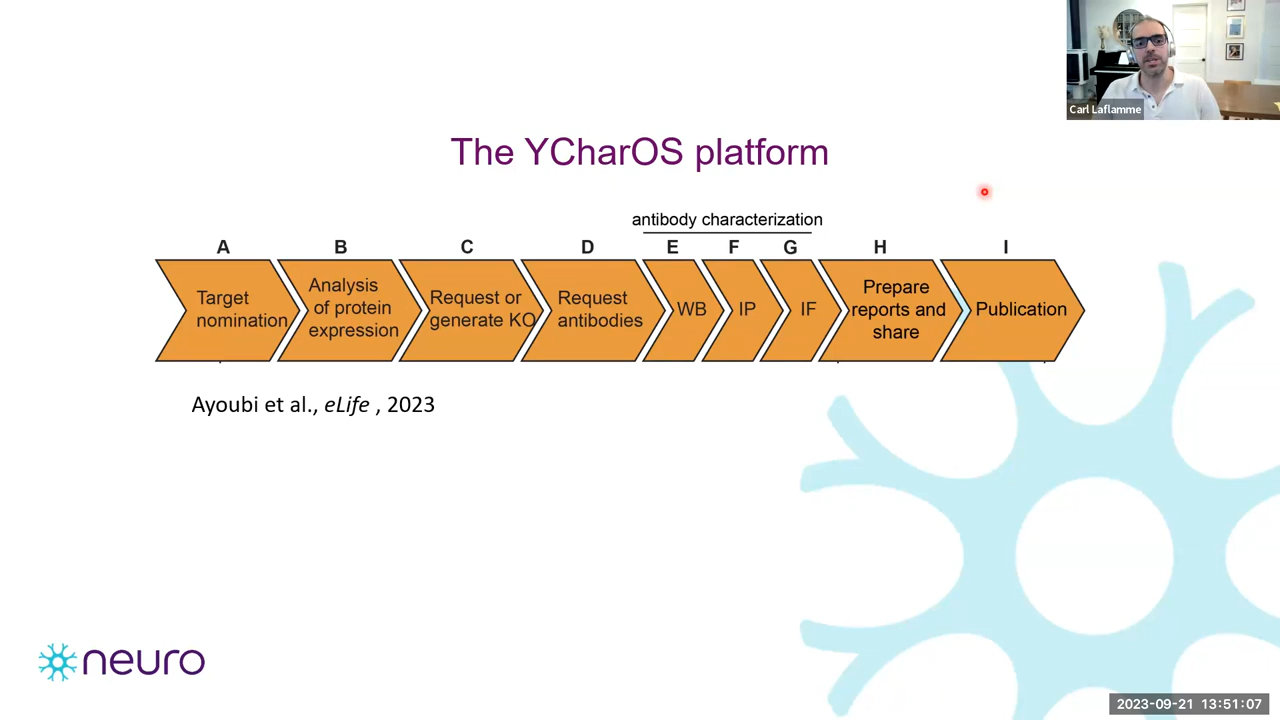 Carl Laflamme
The YCharOS platform
antibody characterization
A B C D E F G H I
Target
nomination
Analysis
of protein
expression
Request or
generate KO
Request
antibodies
WB
IP
IF
Prepare
reports and
share
Publication
Ayoubi et al., eLife , 2023
neuro
2023-09-21 13:51:07